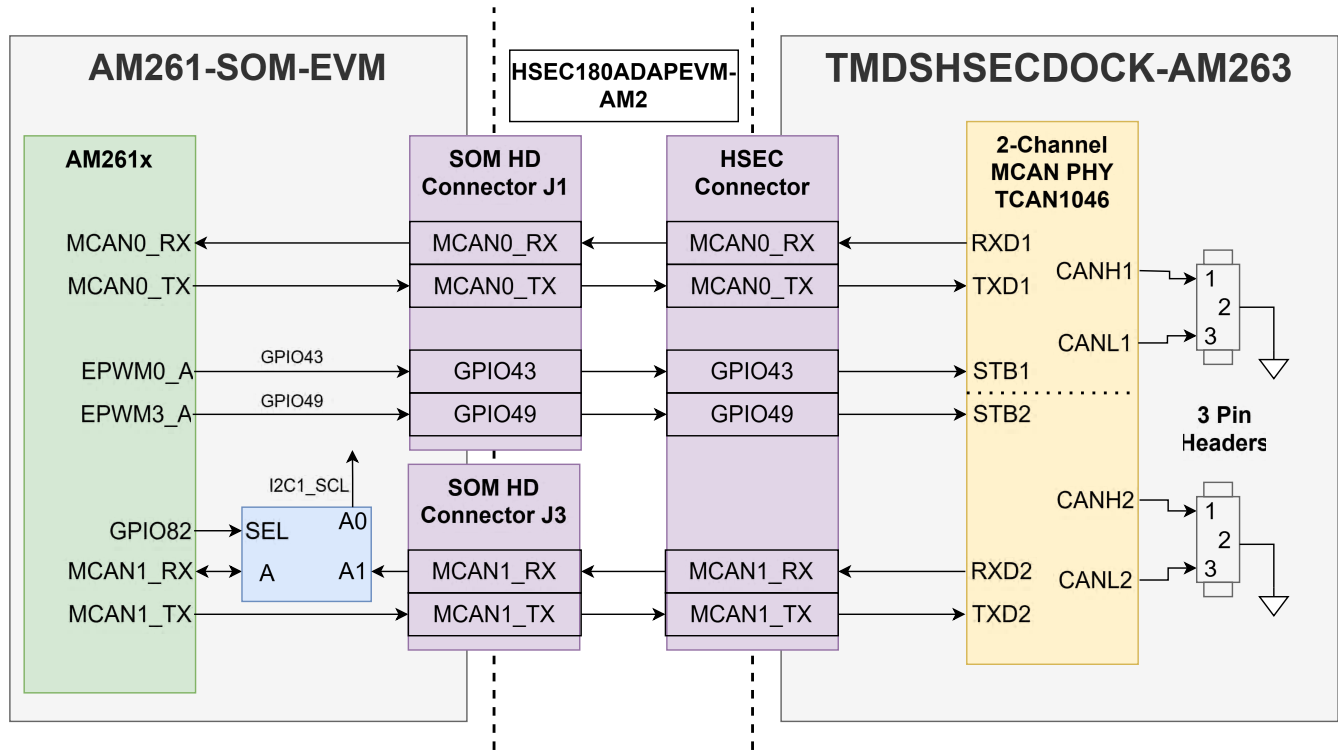 AM261-SOM-EVM
HSEC180ADAPEVM-
AM2
TMDSHSECDOCK-AM263
AM261x
MCAN0_RX
MCAN0_TX
EPWM0_A
EPWM3_A
GPIO82
MCAN1_RX
MCAN1_TX
GPIO43
GPIO49
I2C1_SCL
SEL
A0
A
A1
SOM HD
Connector J1
MCAN0_RX
MCAN0_TX
GPIO43
GPIO49
SOM HD
Connector J3
MCAN1_RX
MCAN1_TX
HSEC
Connector
MCAN0_RX
MCAN0_TX
GPIO43
GPIO49
MCAN1_RX
MCAN1_TX
2-Channel
MCAN PHY
TCAN1046
RXD1
TXD1
CANH1
CANL1
STB1
STB2
CANH2
RXD2
CANL2
TXD2
1
2
3
3 Pin
Headers
1
2
3